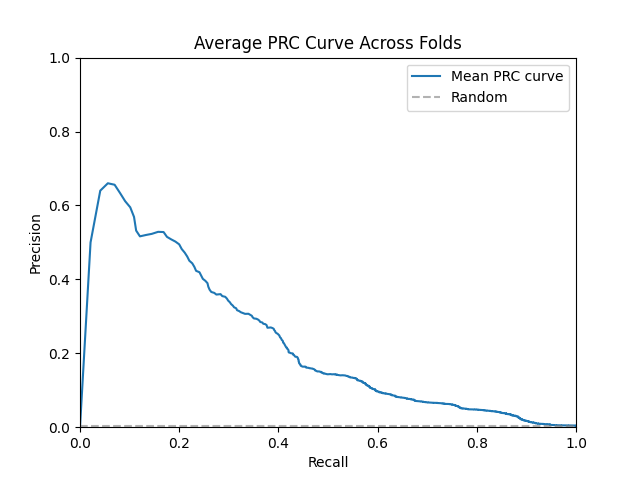 Average PRC Curve Across Folds
Mean PRC curve
Random
Precision
1.0
0.8
0.6
0.4
0.2
0.0
0.0 0.2 0.4 0.6 0.8 1.0
Recall